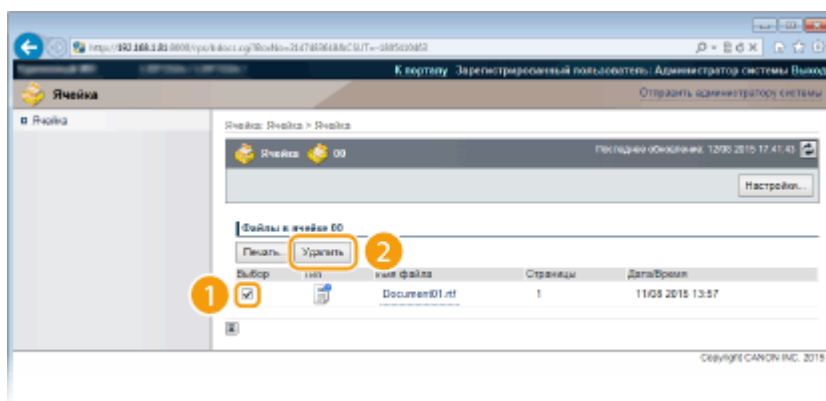 К порталу Зарегистрированный пользователь: Администратор системы Выход
Ячейка
Отправить администратору системы
Ячейка
Ячейка: Ячейка > Ячейка
Ячейка 00
Последнее обновление: 12/08 2015 17:41:43
Настройки...
Файлы в ячейке 00
Печать... Удалить 2
Выбор Тип Имя файла Страницы Дата/Время
1 Document01.rtf 1 11/08 2015 13:57
Copyright CANON INC. 2015